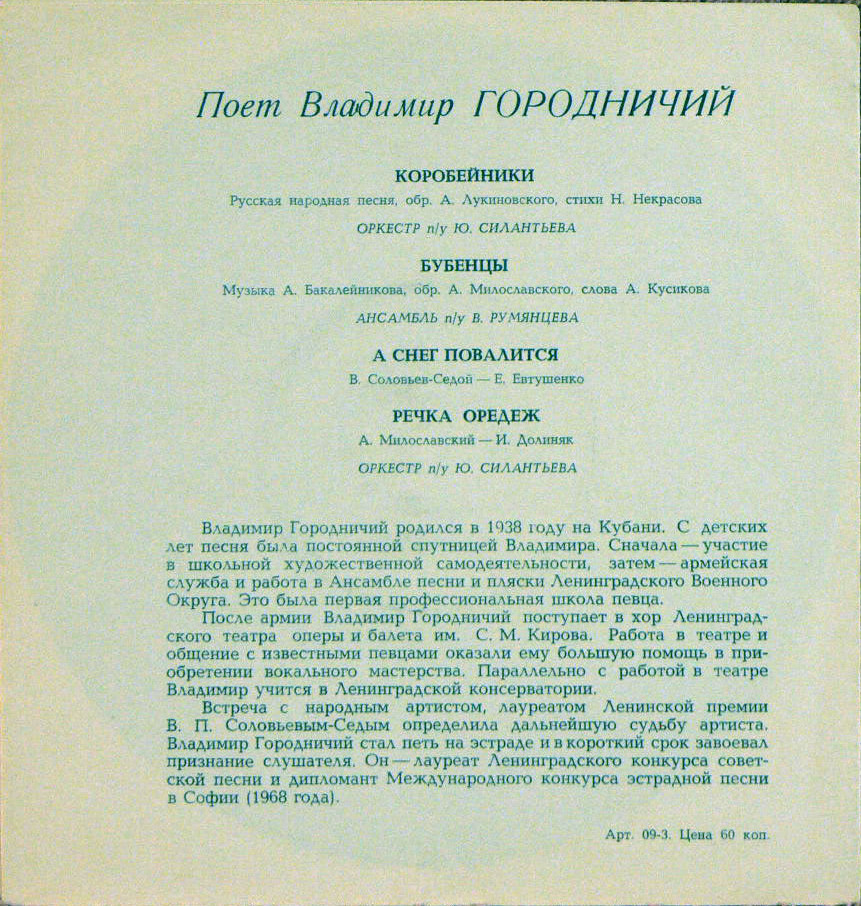 Поет Владимир ГОРОДНИЧИЙ
КОРОБЕЙНИКИ
Русская народная песня, обр. А. Лукиновского, стихи Н. Некрасова
ОРКЕСТР п/у Ю. СИЛАНТЬЕВА
БУБЕНЦЫ
Музыка А. Бакалейникова, обр. А. Милославского, слова А. Кусикова
АНСАМБЛЬ п/у В. РУМЯНЦЕВА
А СНЕГ ПОВАЛИТСЯ
В. Соловьев-Седой — Е. Евтушенко
РЕЧКА ОРЕДЕЖ
А. Милославский — И. Долиняк
ОРКЕСТР п/у Ю. СИЛАНТЬЕВА
Владимир Городничий родился в 1938 году на Кубани. С детских
лет песня была постоянной спутницей Владимира. Сначала — участие
в школьной художественной самодеятельности, затем — армейская
служба и работа в Ансамбле песни и пляски Ленинградского Военного
Округа. Это была первая профессиональная школа певца.
После армии Владимир Городничий поступает в хор Ленинград-
ского театра оперы и балета им. С. М. Кирова. Работа в театре и
общение с известными певцами оказали ему большую помощь в при-
обретении вокального мастерства. Параллельно с работой в театре
Владимир учится в Ленинградской консерватории.
Встреча с народным артистом, лауреатом Ленинской премии
В. П. Соловьевым-Седым определила дальнейшую судьбу артиста.
Владимир Городничий стал петь на эстраде и в короткий срок завоевал
признание слушателя. Он — лауреат Ленинградского конкурса совет-
ской песни и дипломант Международного конкурса эстрадной песни
в Софии (1968 года).
Арт. 09-3. Цена 60 коп.